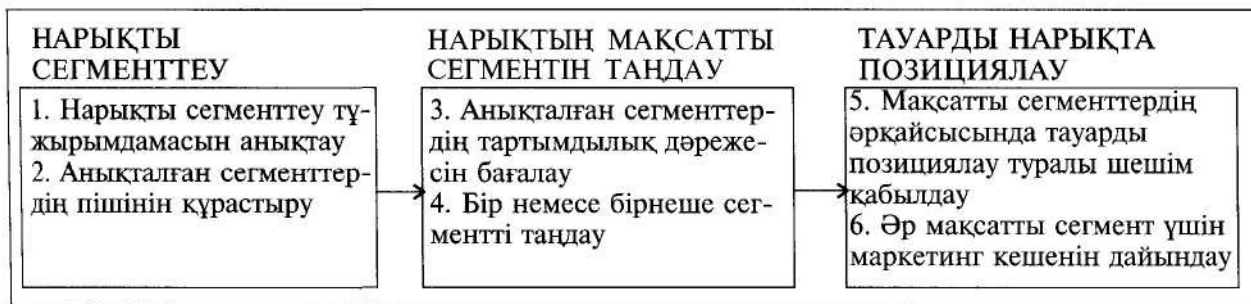 НАРЫҚТЫ
СЕГМЕНТТЕУ
1. Нарықты сегменттеу тұ-
жырымдамасын анықтау
2. Анықталған сегменттер-
дің пішінін құрастыру
НАРЫҚТЫҢ МАҚСАТТЫ
СЕГМЕНТІН ТАҢДАУ
3. Анықталған сегменттер-
дің тартымдылық дәреже-
сін бағалау
4. Бір немесе бірнеше сег-
ментті таңдау
ТАУАРДЫ НАРЫҚТА
ПОЗИЦИЯЛАУ
5. Мақсатты сегменттердің
әрқайсысында тауарды
позициялау туралы шешім
қабылдау
6. Әр мақсатты сегмент үшін
маркетинг кешенін дайындау